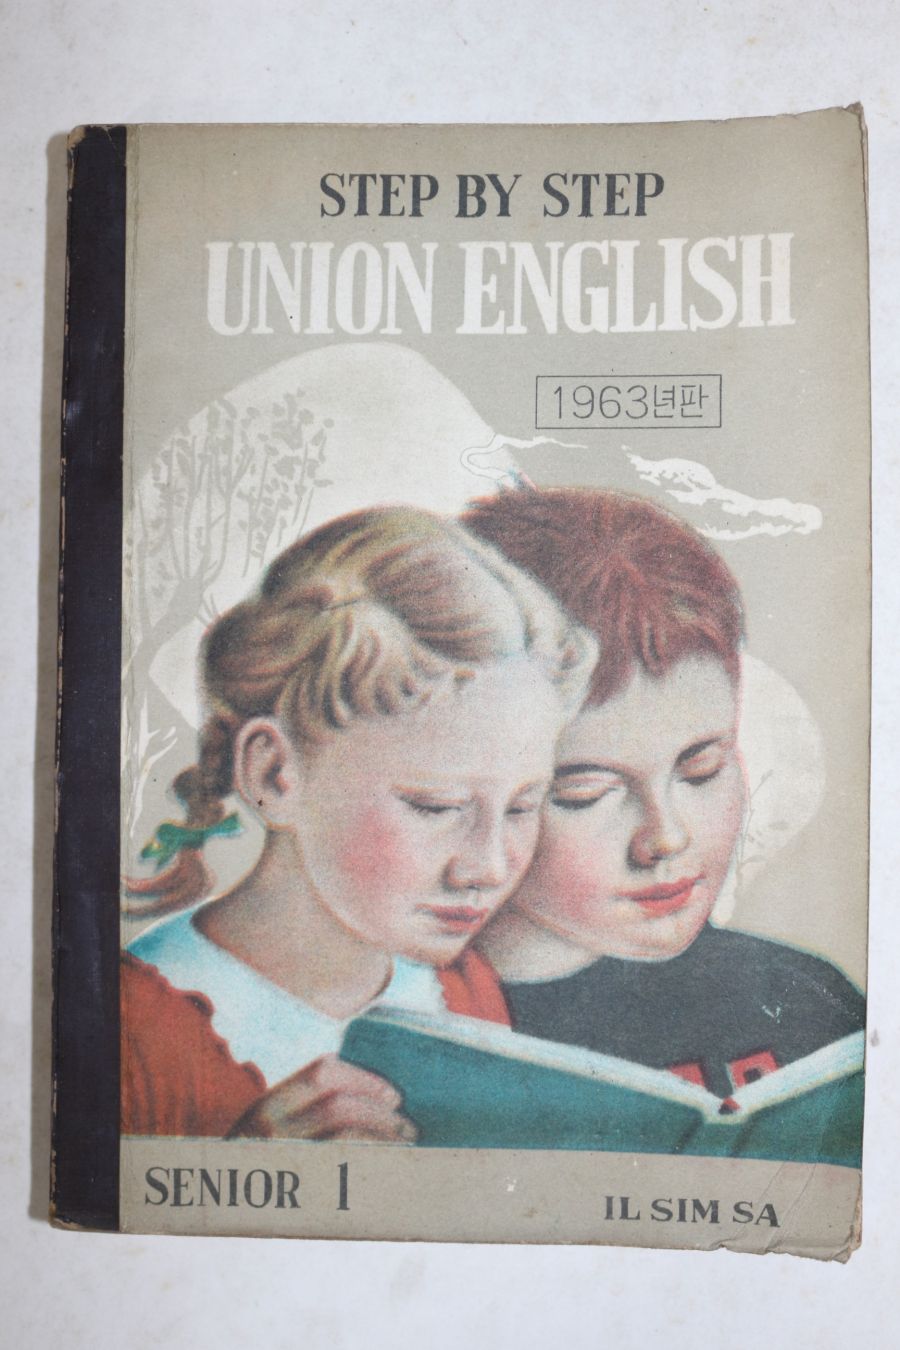 STEP BY STEP
UNION ENGLISH
1963년판
SENIOR 1
IL SIM SA